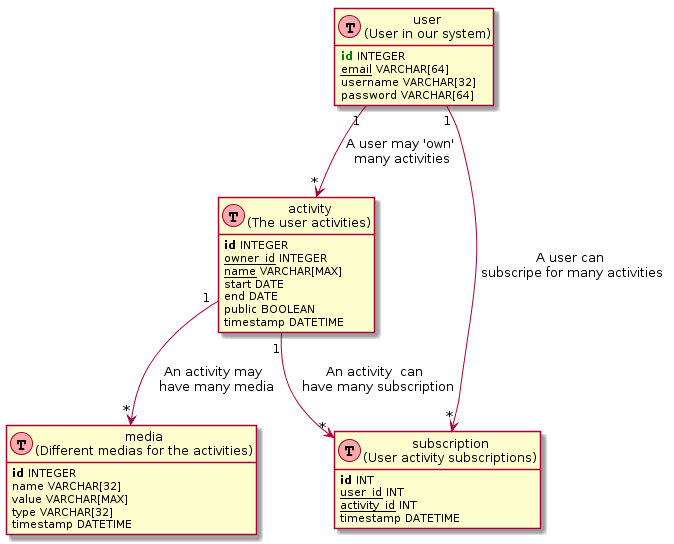 T
user
(User in our system)
id INTEGER
email VARCHAR[64]
username VARCHAR[32]
password VARCHAR[64]
1
1
A user may 'own'
many activities
*
T
activity
(The user activities)
id INTEGER
owner_id INTEGER
name VARCHAR[MAX]
start DATE
end DATE
public BOOLEAN
timestamp DATETIME
A user can
subscripe for many activities
1
1
An activity may
have many media
An activity can
have many subscription
*
*
*
T
media
(Different medias for the activities)
id INTEGER
name VARCHAR[32]
value VARCHAR[MAX]
type VARCHAR[32]
timestamp DATETIME
T
subscription
(User activity subscriptions)
id INT
user_id INT
activity_id INT
timestamp DATETIME